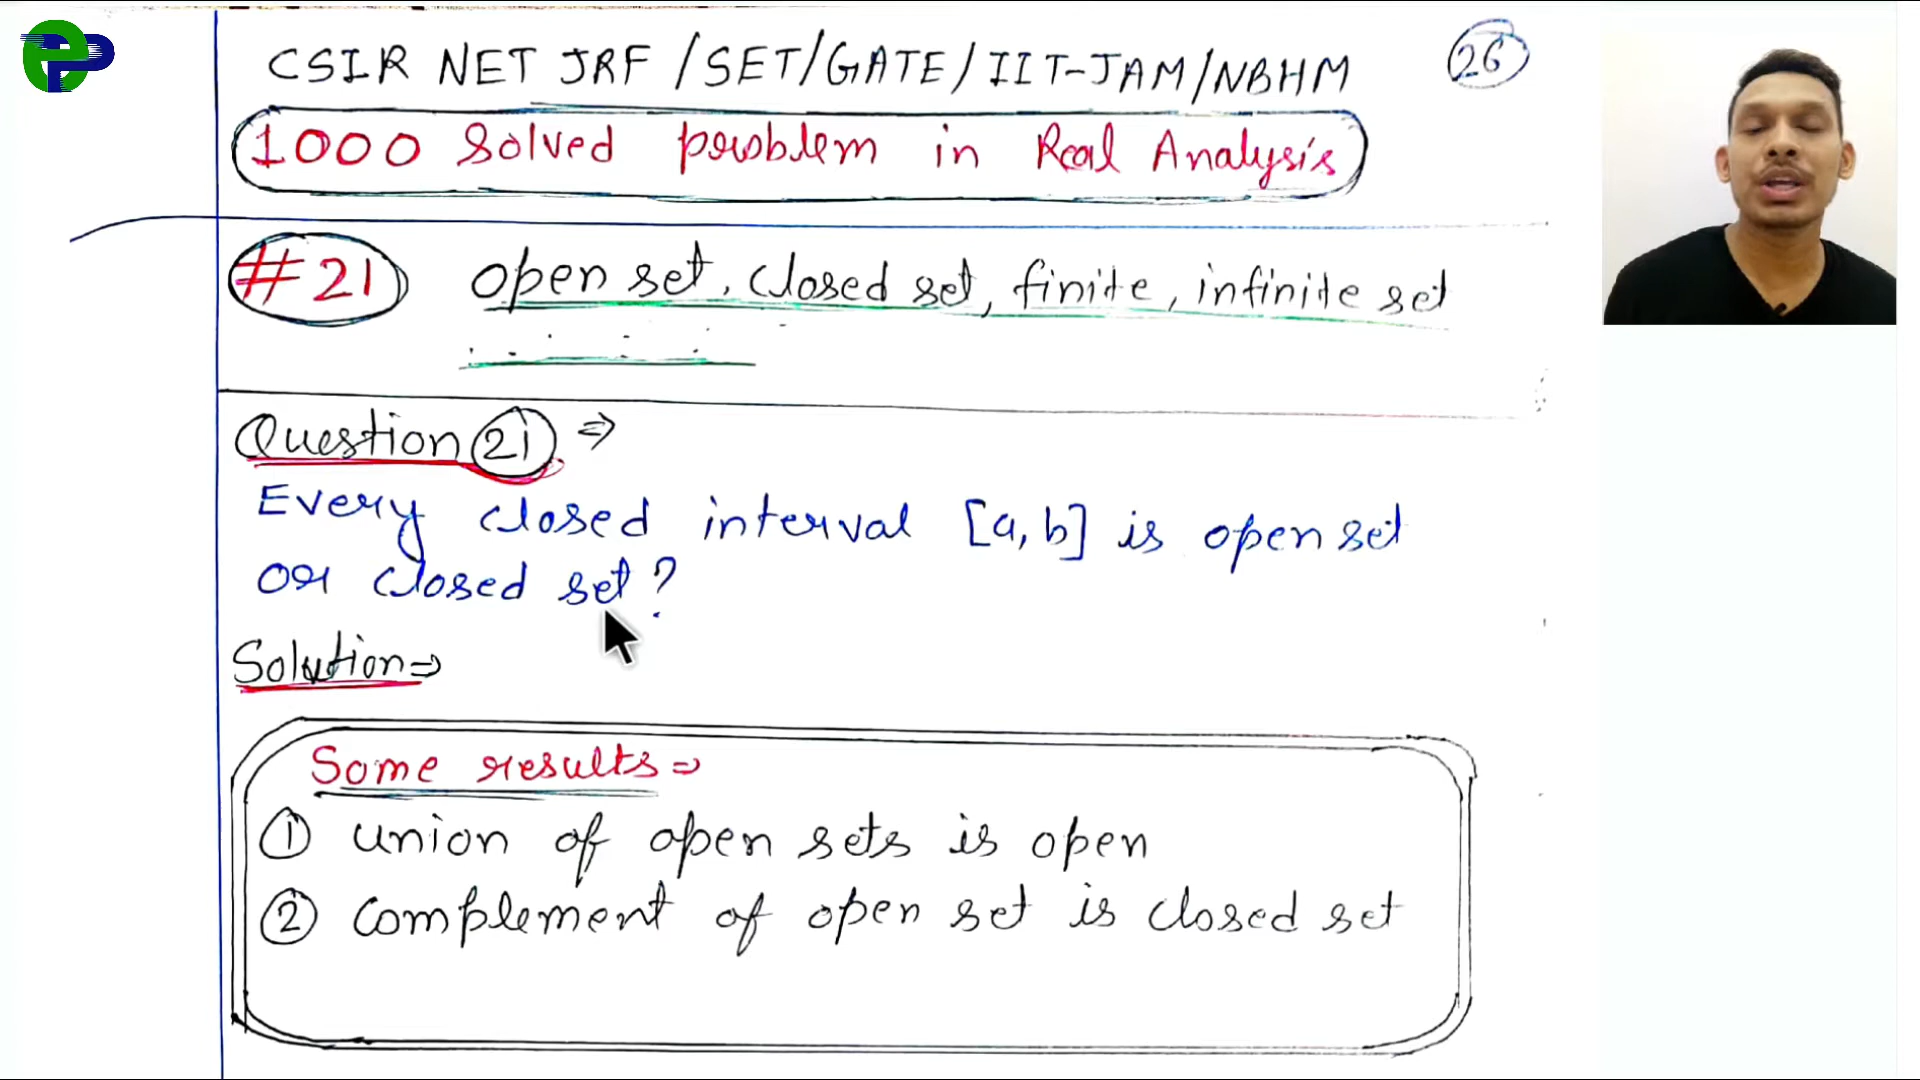 eP
CSIR NET JRF /SET/GATE/IIT-JAM/NBHM
26
1000 Solved problem in Real Analysis
#21 open set, closed set, finite, infinite set
Question 21 ⇒
Every closed interval [a, b] is open set
or closed set?
Solution ⇒
Some results ⇒
① union of open sets is open
② complement of open set is closed set